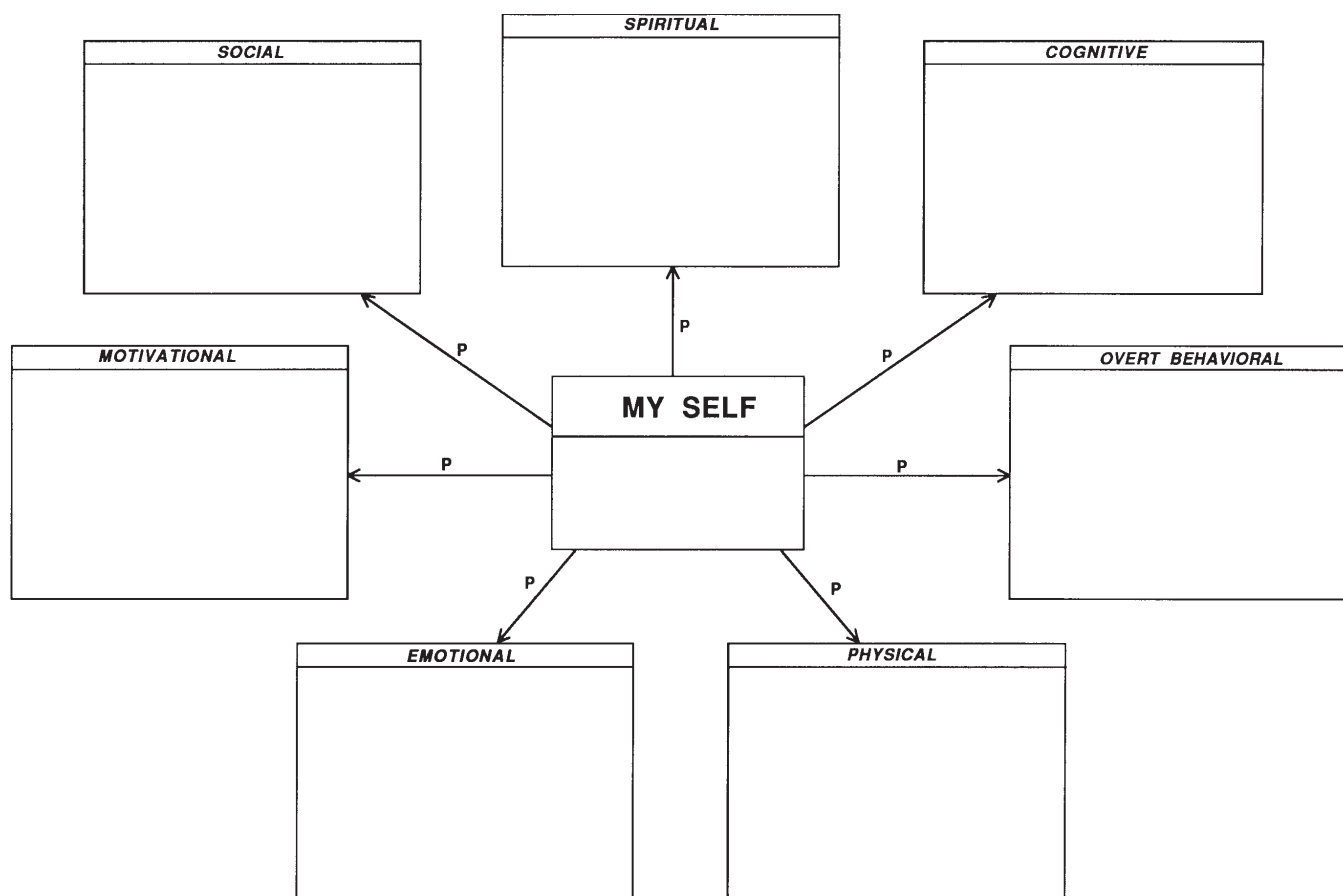 SPIRITUAL
SOCIAL
COGNITIVE
P
P
P
MOTIVATIONAL
OVERT BEHAVIORAL
MY SELF
P
P
P
P
EMOTIONAL
PHYSICAL